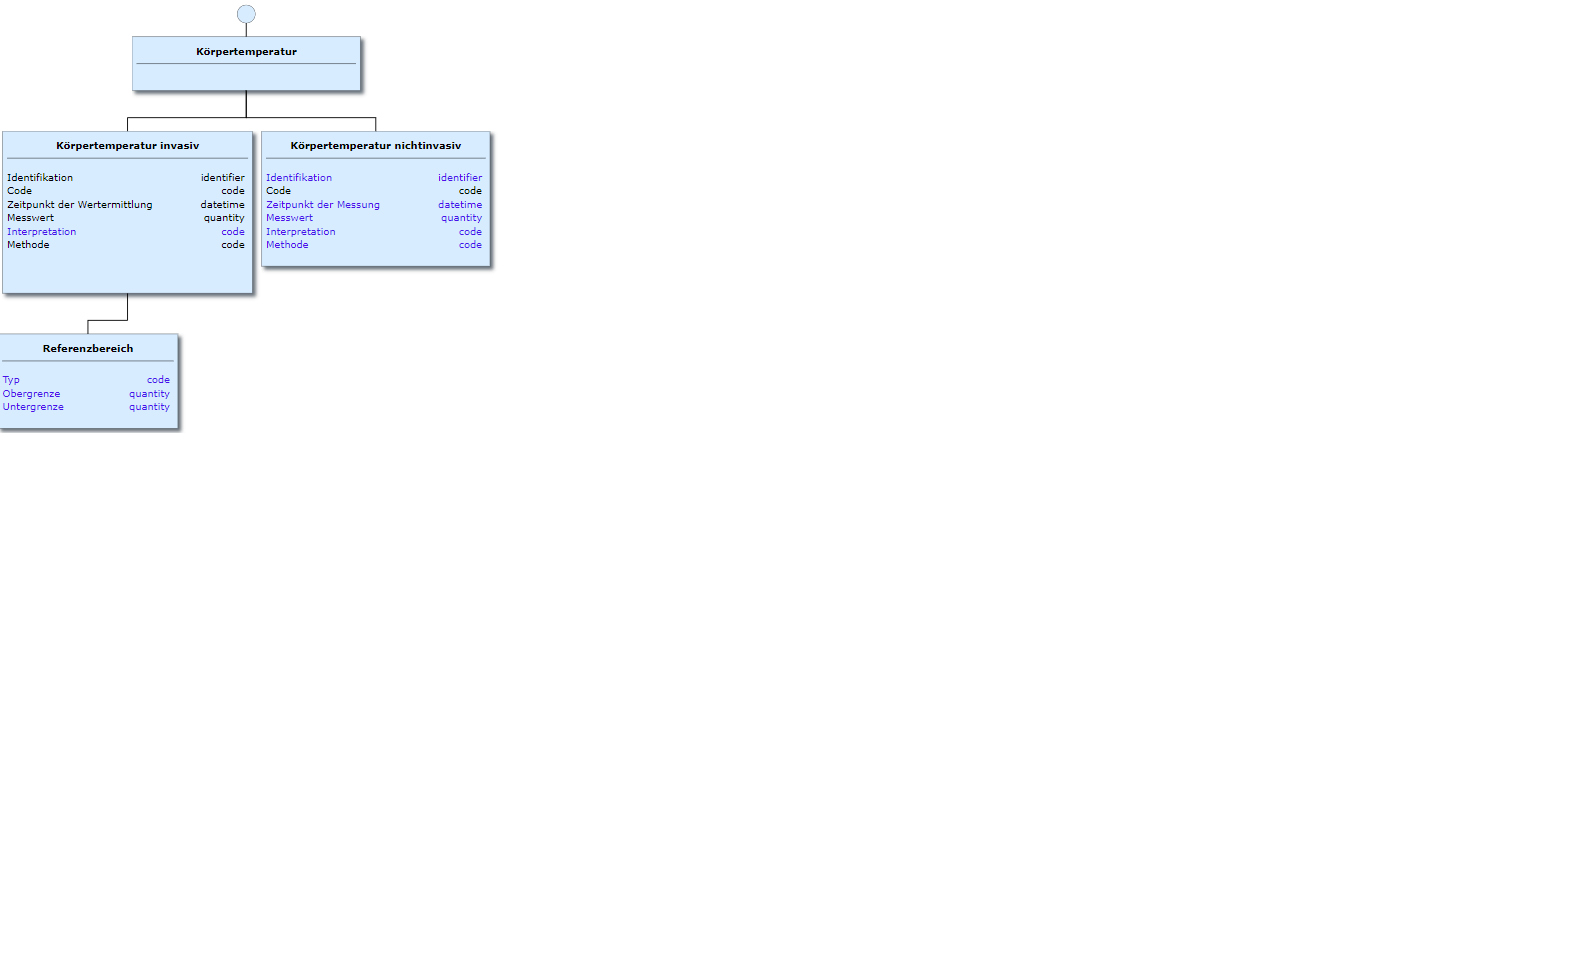 Körpertemperatur
Körpertemperatur invasiv
Identifikation identifier
Code code
Zeitpunkt der Wertermittlung datetime
Messwert quantity
Interpretation code
Methode code
Körpertemperatur nichtinvasiv
Identifikation identifier
Code code
Zeitpunkt der Messung datetime
Messwert quantity
Interpretation code
Methode code
Referenzbereich
Typ code
Obergrenze quantity
Untergrenze quantity